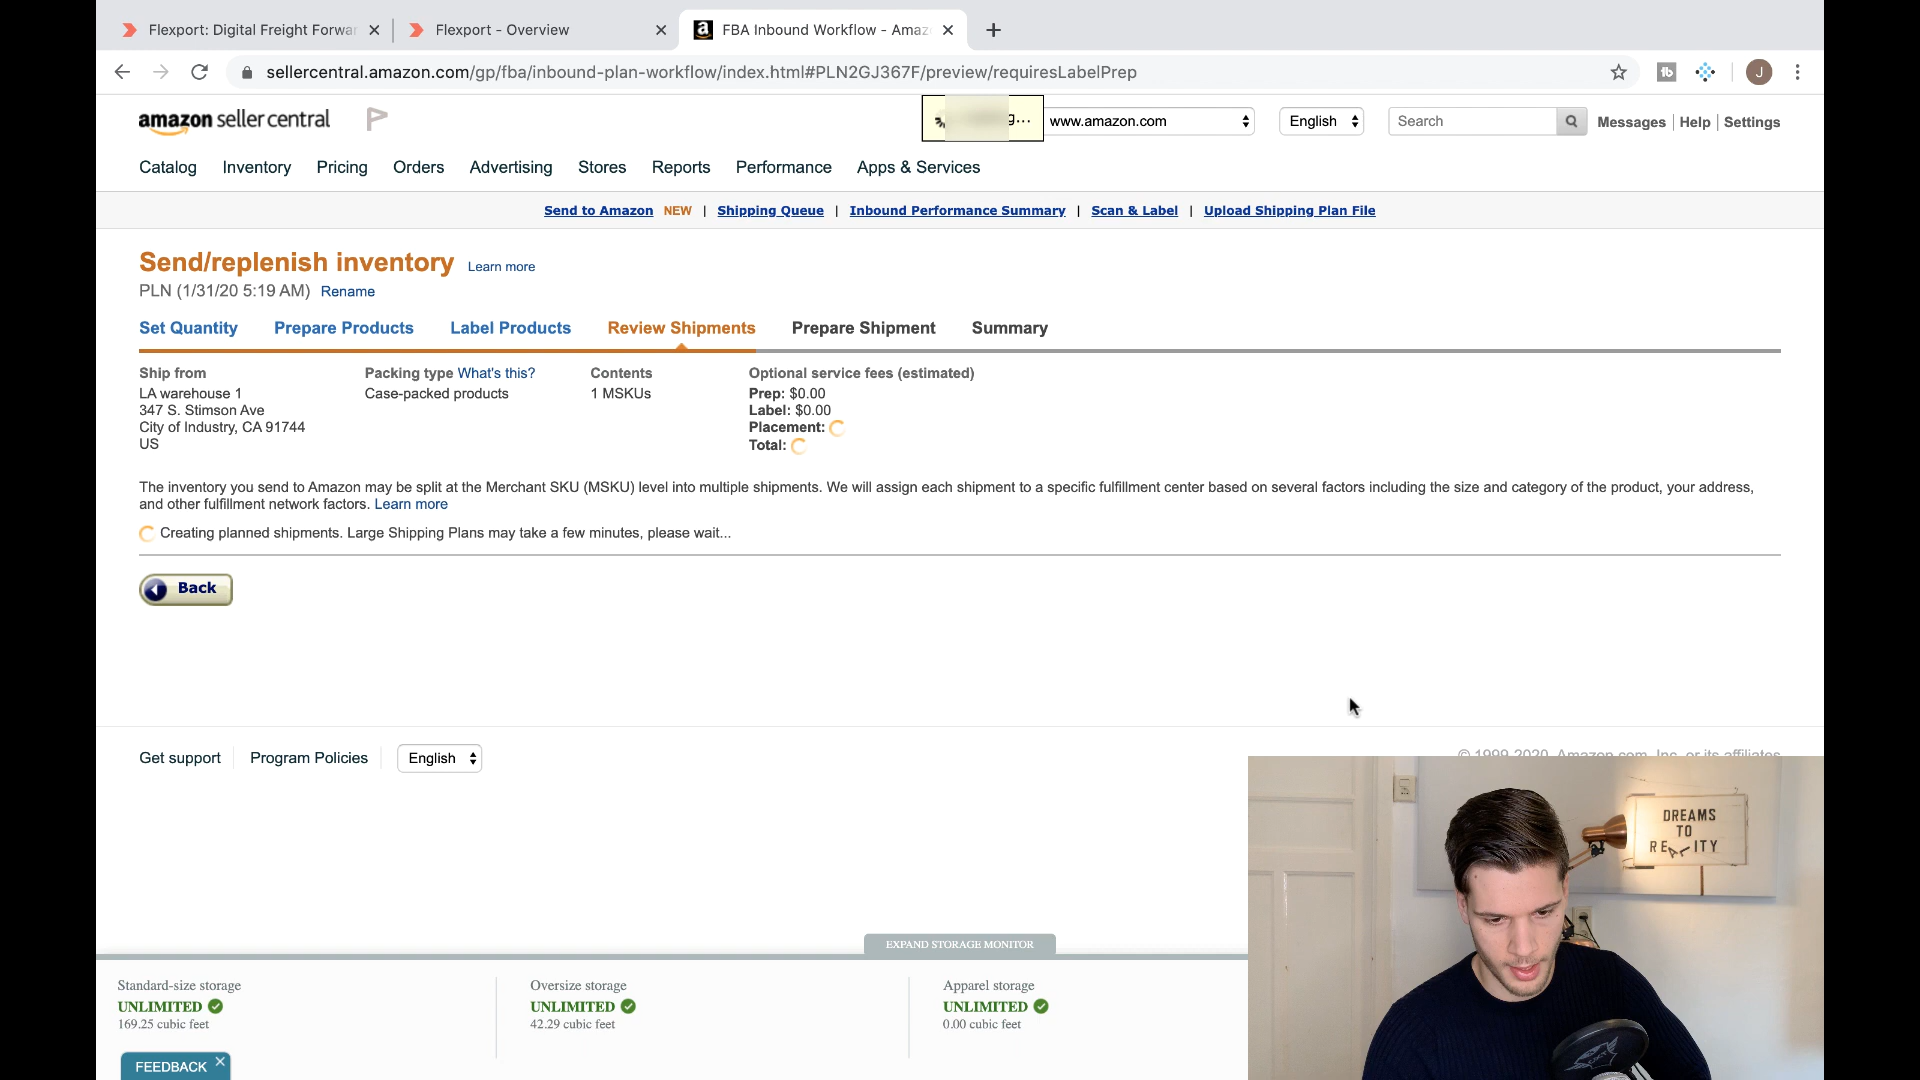 Flexport: Digital Freight Forwar
Flexport - Overview
FBA Inbound Workflow - Amaz
sellercentral.amazon.com/gp/fba/inbound-plan-workflow/index.html#PLN2GJ367F/preview/requiresLabelPrep
J
amazon seller central
g...
www.amazon.com
English
Search
Messages
Help
Settings
Catalog
Inventory
Pricing
Orders
Advertising
Stores
Reports
Performance
Apps & Services
Send to Amazon NEW | Shipping Queue | Inbound Performance Summary | Scan & Label | Upload Shipping Plan File
Send/replenish inventory Learn more
PLN (1/31/20 5:19 AM) Rename
Set Quantity
Prepare Products
Label Products
Review Shipments
Prepare Shipment
Summary
Ship from
LA warehouse 1
347 S. Stimson Ave
City of Industry, CA 91744
US
Packing type What's this?
Case-packed products
Contents
1 MSKUs
Optional service fees (estimated)
Prep: $0.00
Label: $0.00
Placement:
Total:
The inventory you send to Amazon may be split at the Merchant SKU (MSKU) level into multiple shipments. We will assign each shipment to a specific fulfillment center based on several factors including the size and category of the product, your address,
and other fulfillment network factors. Learn more
Creating planned shipments. Large Shipping Plans may take a few minutes, please wait...
Back
Get support
Program Policies
English
© 1999-2020, Amazon.com, Inc. or its affiliates
DREAMS
TO
REALITY
EXPAND STORAGE MONITOR
Standard-size storage
UNLIMITED
169.25 cubic feet
Oversize storage
UNLIMITED
42.29 cubic feet
Apparel storage
UNLIMITED
0.00 cubic feet
FEEDBACK